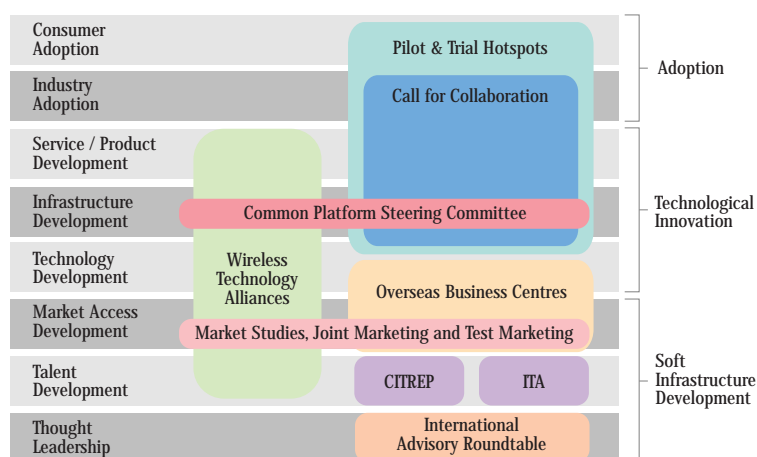 Consumer
Adoption
Pilot & Trial Hotspots
Adoption
Industry
Adoption
Call for Collaboration
Service / Product
Development
Technological
Innovation
Infrastructure
Development
Common Platform Steering Committee
Technology
Development
Wireless
Technology
Alliances
Overseas Business Centres
Market Access
Development
Market Studies, Joint Marketing and Test Marketing
Soft
Infrastructure
Development
Talent
Development
CITREP
ITA
Thought
Leadership
International
Advisory Roundtable